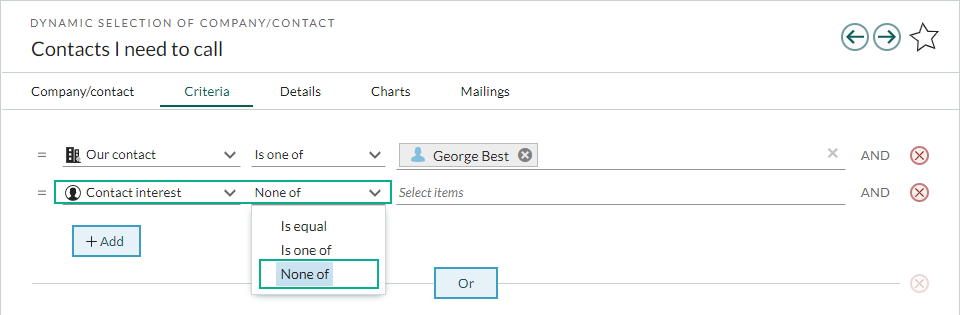 DYNAMIC SELECTION OF COMPANY/CONTACT
Contacts I need to call
Company/contact Criteria Details Charts Mailings
= Our contact Is one of George Best AND
= Contact interest None of Select items AND
Is equal
+ Add
Is one of
None of
Or